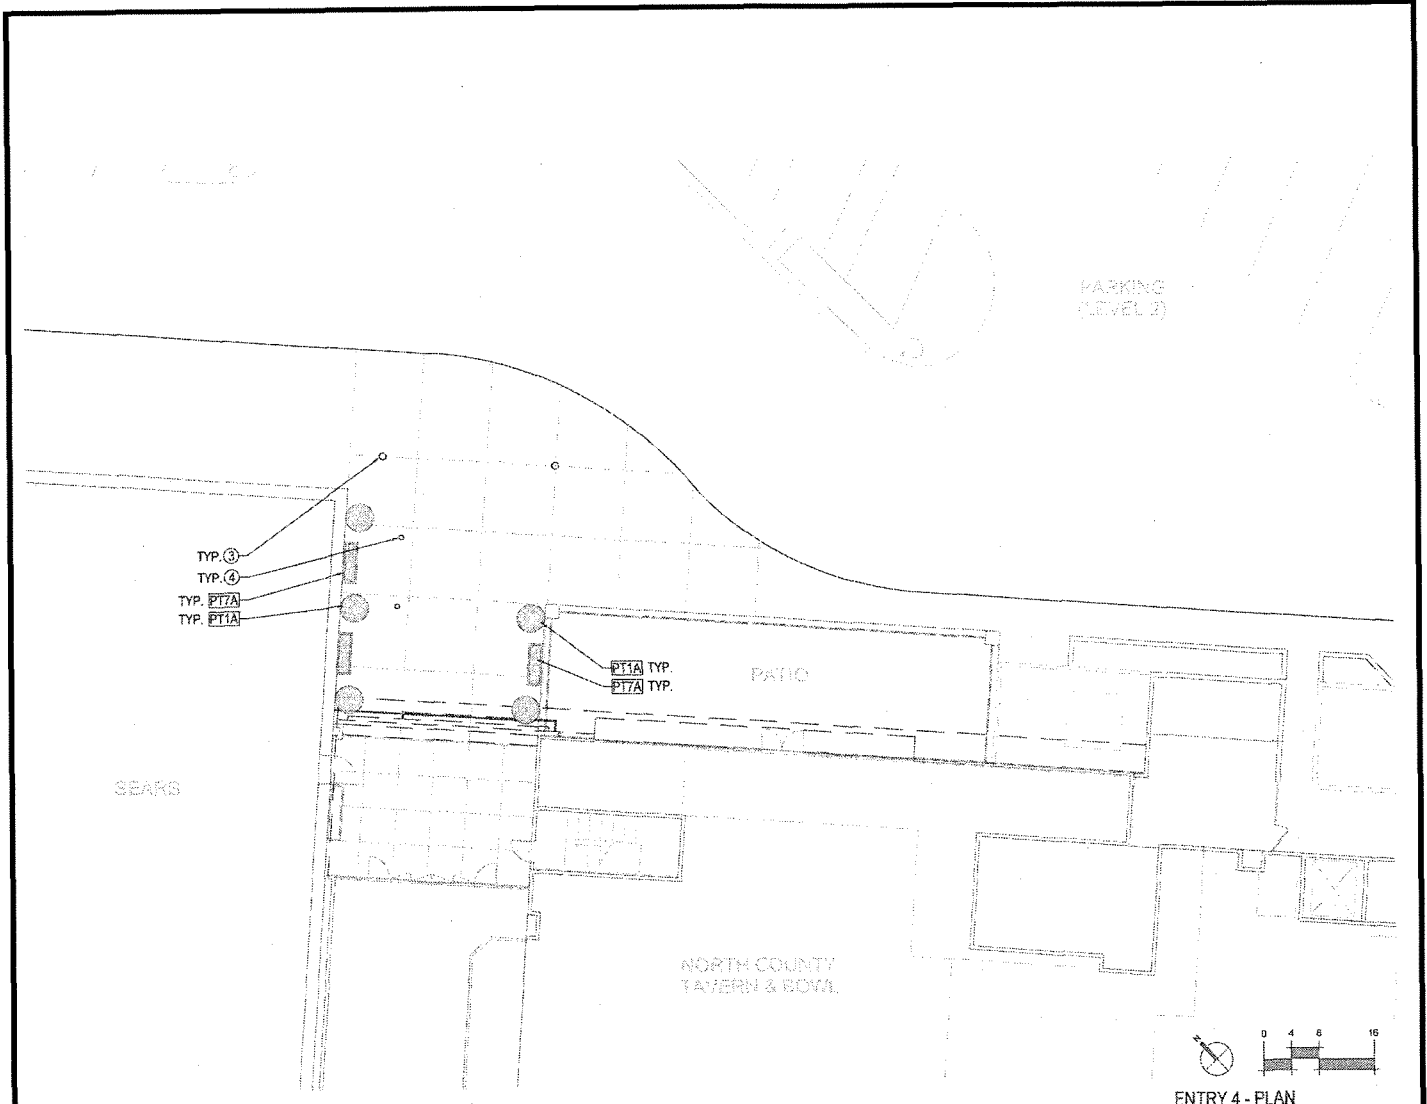 PARKING
(LEVEL 2)
TYP. 3
TYP. 4
TYP. PT7A
TYP. PT1A
PT1A TYP.
PT7A TYP.
PATIO
SEARS
NORTH COUNTY
TAVERN & BOWL
N
0 4 8 16
ENTRY 4 - PLAN